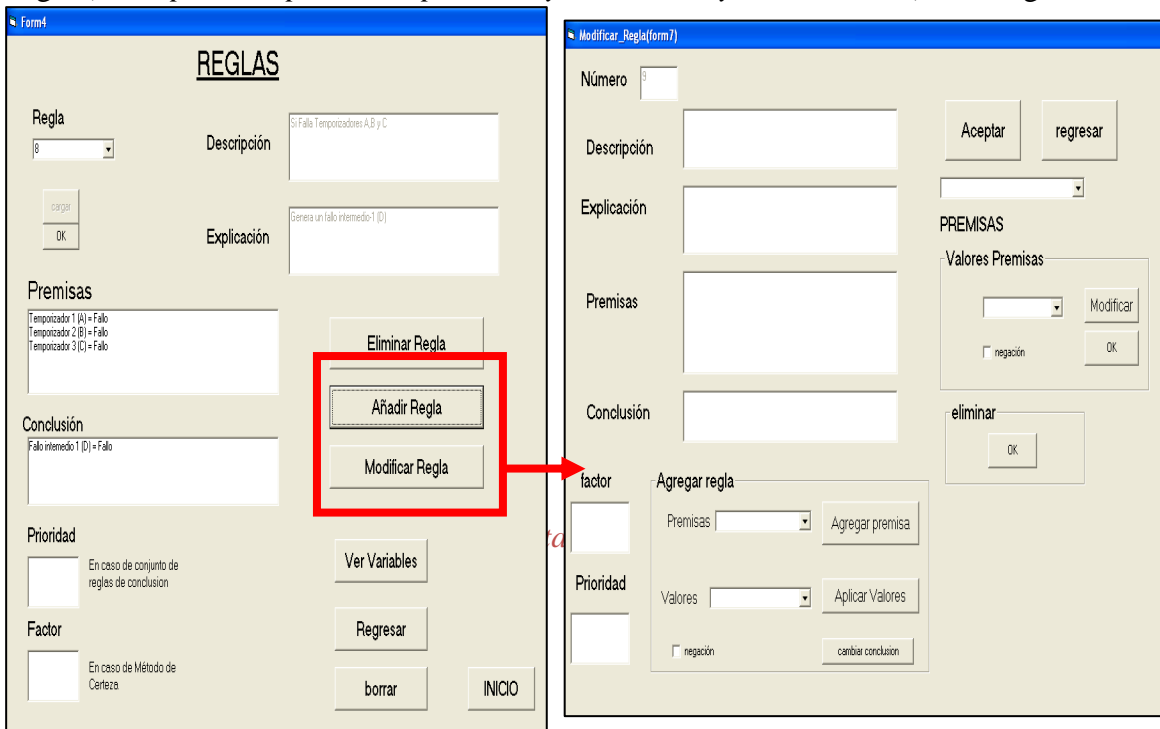 Form4
REGLAS
Regla
8
Descripción
Si Falla Temporizadores A,B y C
cargar
OK
Explicación
Genera un fallo intermedio-1 (D)
Premisas
Temporizador 1 (A) = Fallo
Temporizador 2 (B) = Fallo
Temporizador 3 (C) = Fallo
Eliminar Regla
Añadir Regla
Modificar Regla
Conclusión
Fallo intemedio 1 (D) = Fallo
Prioridad
En caso de conjunto de
reglas de conclusion
Ver Variables
Factor
En caso de Método de
Certeza
Regresar
borrar
INICIO
Modificar_Regla(form7)
Número
9
Descripción
Aceptar
regresar
Explicación
PREMISAS
Valores Premisas
Modificar
negación
OK
Premisas
Conclusión
eliminar
OK
factor
Agregar regla
Premisas
Agregar premisa
Prioridad
Valores
Aplicar Valores
negación
cambiar conclusion